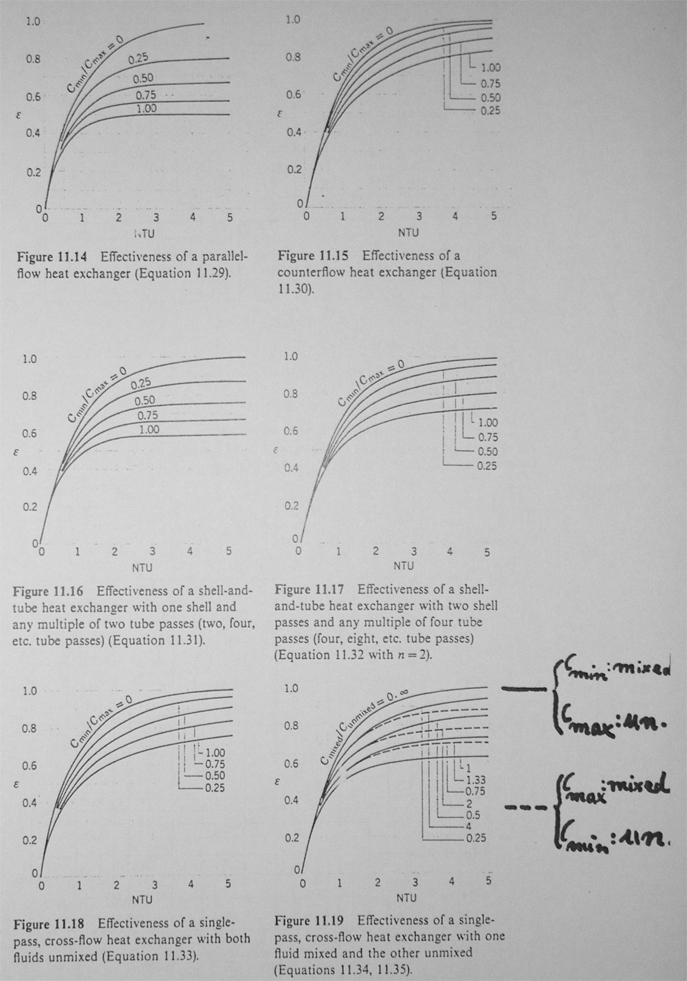 1.0
0.8
0.6
ε
0.4
0.2
0
Cmin/Cmax = 0
0.25
0.50
0.75
1.00
0 1 2 3 4 5
NTU
Figure 11.14 Effectiveness of a parallel-
flow heat exchanger (Equation 11.29).
1.0
0.8
0.6
ε
0.4
0.2
0
Cmin/Cmax = 0
1.00
0.75
0.50
0.25
0 1 2 3 4 5
NTU
Figure 11.15 Effectiveness of a
counterflow heat exchanger (Equation
11.30).
1.0
0.8
0.6
ε
0.4
0.2
0
Cmin/Cmax = 0
0.25
0.50
0.75
1.00
0 1 2 3 4 5
NTU
Figure 11.16 Effectiveness of a shell-and-
tube heat exchanger with one shell and
any multiple of two tube passes (two, four,
etc. tube passes) (Equation 11.31).
1.0
0.8
0.6
ε
0.4
0.2
0
Cmin/Cmax = 0
1.00
0.75
0.50
0.25
0 1 2 3 4 5
NTU
Figure 11.17 Effectiveness of a shell-
and-tube heat exchanger with two shell
passes and any multiple of four tube
passes (four, eight, etc. tube passes)
(Equation 11.32 with n = 2).
1.0
0.8
0.6
ε
0.4
0.2
0
Cmin/Cmax = 0
1.00
0.75
0.50
0.25
0 1 2 3 4 5
NTU
Figure 11.18 Effectiveness of a single-
pass, cross-flow heat exchanger with both
fluids unmixed (Equation 11.33).
1.0
0.8
0.6
ε
0.4
0.2
0
Cmixed/Cunmixed = 0, ∞
1
1.33
0.75
2
0.5
4
0.25
0 1 2 3 4 5
NTU
Figure 11.19 Effectiveness of a single-
pass, cross-flow heat exchanger with one
fluid mixed and the other unmixed
(Equations 11.34, 11.35).
Cmin: mixed
Cmax: un.
Cmax: mixed
Cmin: un.